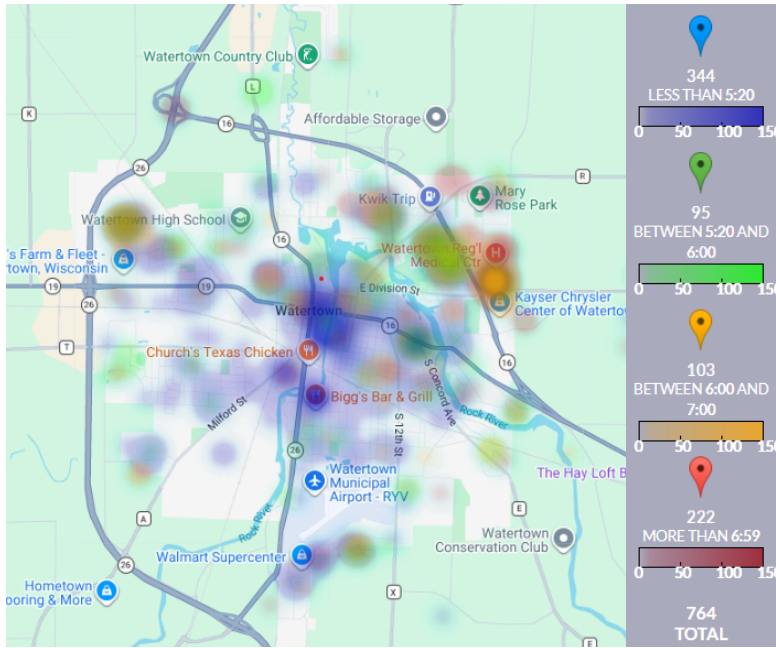 Watertown Country Club
L
K
16
Affordable Storage
26
R
Kwik Trip
Mary
Rose Park
Watertown High School
16
Watertown Reg'l
Medical Ctr
's Farm & Fleet -
rtown, Wisconsin
H
19
19
26
E Division St
Kayser Chrysler
Center of Watertow
Watertown
16
T
Church's Texas Chicken
16
S Concord Ave
Bigg's Bar & Grill
Milford St
S 12th St
Rock River
26
Watertown
Municipal
Airport - RYV
The Hay Loft B
A
Rock River
E
Watertown
Conservation Club
Walmart Supercenter
26
Hometown
ooring & More
X
E
344
LESS THAN 5:20
0 50 100 150
95
BETWEEN 5:20 AND
6:00
0 50 100 150
103
BETWEEN 6:00 AND
7:00
0 50 100 150
222
MORE THAN 6:59
0 50 100 150
764
TOTAL